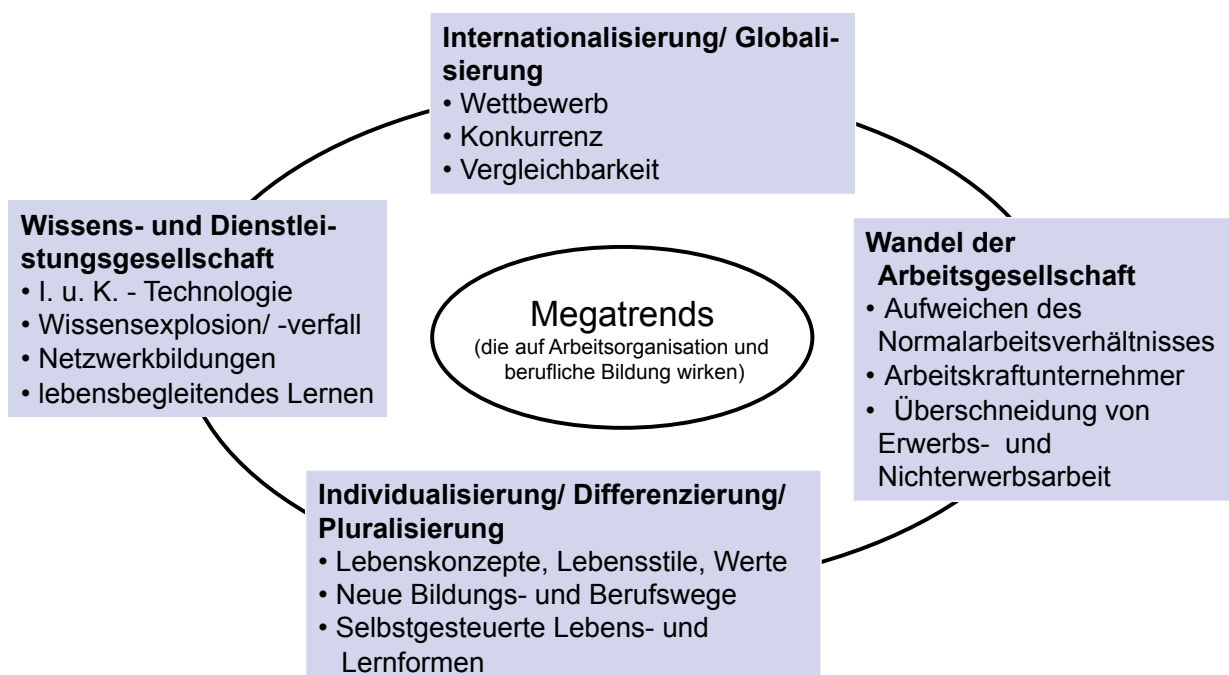 Internationalisierung/ Globali-
sierung
• Wettbewerb
• Konkurrenz
• Vergleichbarkeit
Wissens- und Dienstlei-
stungsgesellschaft
• I. u. K. - Technologie
• Wissensexplosion/ -verfall
• Netzwerkbildungen
• lebensbegleitendes Lernen
Megatrends
(die auf Arbeitsorganisation und
berufliche Bildung wirken)
Wandel der
Arbeitsgesellschaft
• Aufweichen des
Normalarbeitsverhältnisses
• Arbeitskraftunternehmer
• Überschneidung von
Erwerbs- und
Nichterwerbsarbeit
Individualisierung/ Differenzierung/
Pluralisierung
• Lebenskonzepte, Lebensstile, Werte
• Neue Bildungs- und Berufswege
• Selbstgesteuerte Lebens- und
Lernformen